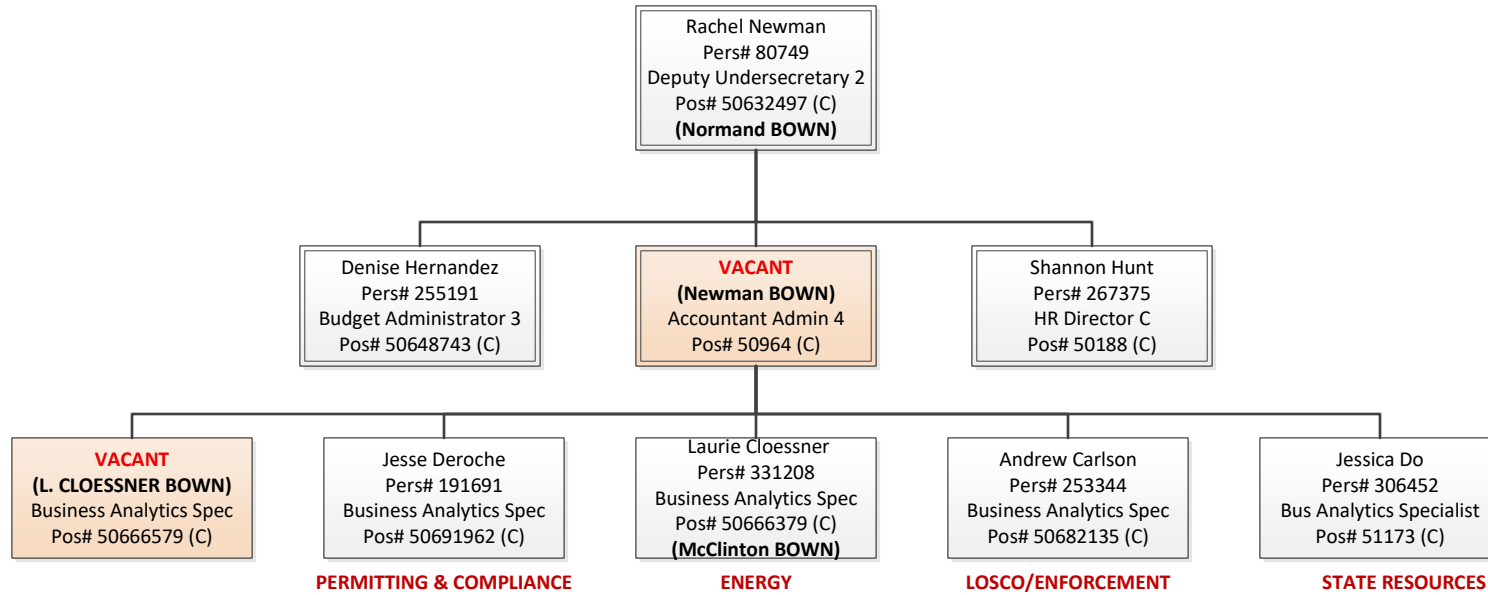 Rachel Newman
Pers# 80749
Deputy Undersecretary 2
Pos# 50632497 (C)
(Normand BOWN)
Denise Hernandez
Pers# 255191
Budget Administrator 3
Pos# 50648743 (C)
VACANT
(Newman BOWN)
Accountant Admin 4
Pos# 50964 (C)
Shannon Hunt
Pers# 267375
HR Director C
Pos# 50188 (C)
VACANT
(L. CLOESSNER BOWN)
Business Analytics Spec
Pos# 50666579 (C)
Jesse Deroche
Pers# 191691
Business Analytics Spec
Pos# 50691962 (C)
PERMITTING & COMPLIANCE
Laurie Cloessner
Pers# 331208
Business Analytics Spec
Pos# 50666379 (C)
(McClinton BOWN)
ENERGY
Andrew Carlson
Pers# 253344
Business Analytics Spec
Pos# 50682135 (C)
LOSCO/ENFORCEMENT
Jessica Do
Pers# 306452
Bus Analytics Specialist
Pos# 51173 (C)
STATE RESOURCES